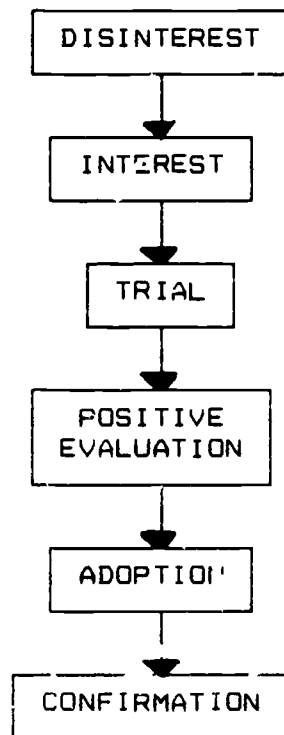 DISINTEREST
INTEREST
TRIAL
POSITIVE
EVALUATION
ADOPTION
CONFIRMATION